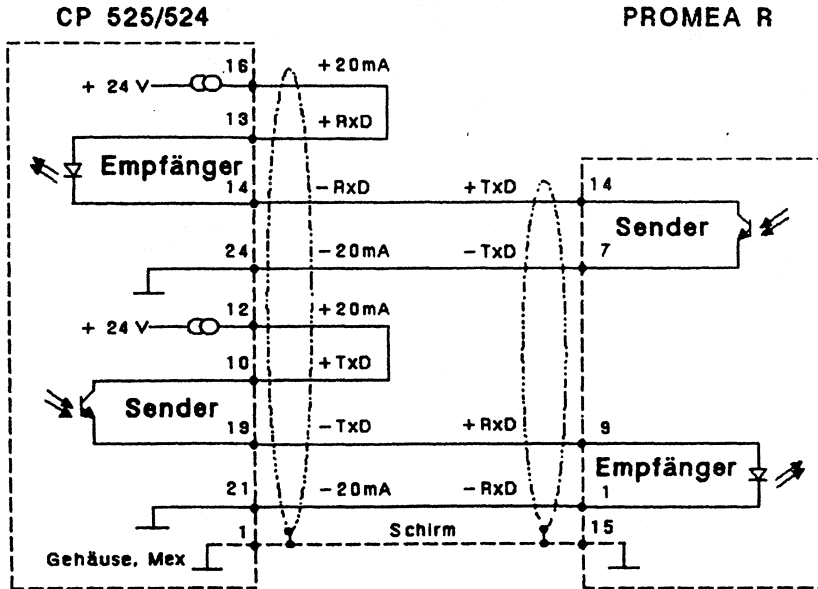 CP 525/524 PROMEA R
16 +20mA
+ 24 V
13 +RxD
Empfänger
14 -RxD +TxD 14
Sender
24 -20mA -TxD 7
12 +20mA
+ 24 V
10 +TxD
Sender
19 -TxD +RxD 9
Empfänger
21 -20mA -RxD 1
1 Schirm 15
Gehäuse, Mex